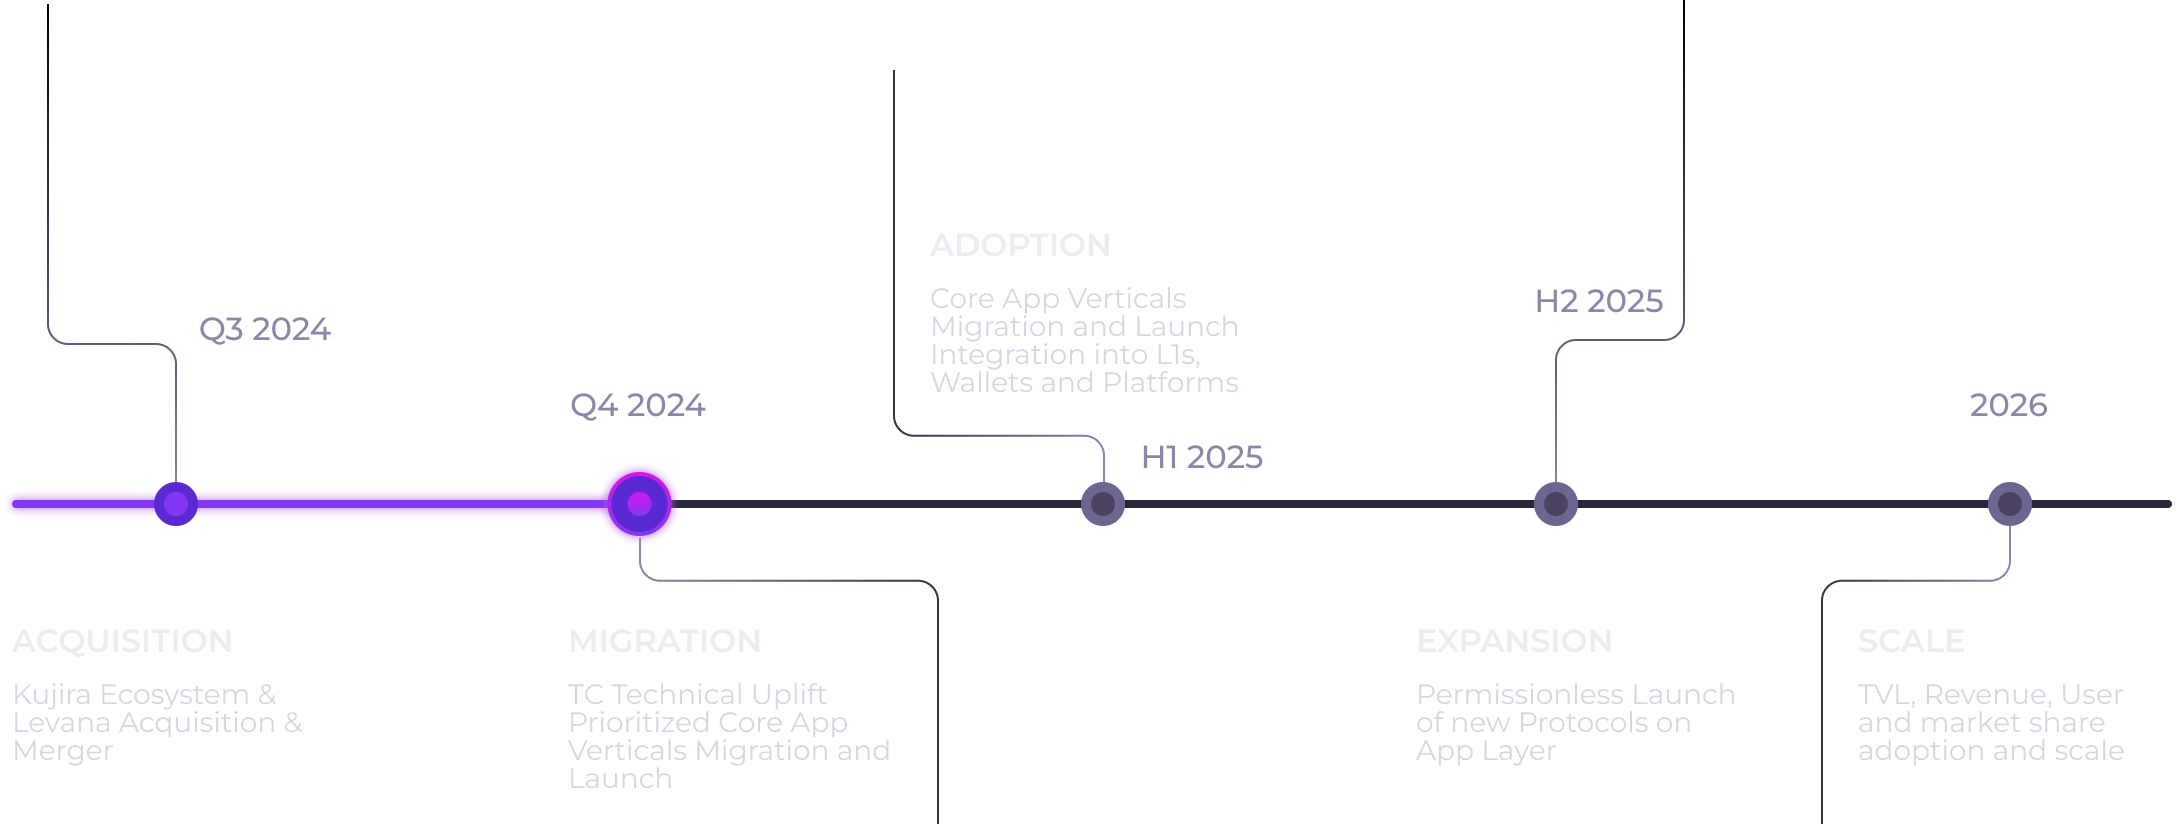 Q3 2024
ACQUISITION
Kujira Ecosystem &
Levana Acquisition &
Merger
Q4 2024
MIGRATION
TC Technical Uplift
Prioritized Core App
Verticals Migration and
Launch
ADOPTION
Core App Verticals
Migration and Launch
Integration into L1s,
Wallets and Platforms
H1 2025
H2 2025
EXPANSION
Permissionless Launch
of new Protocols on
App Layer
2026
SCALE
TVL, Revenue, User
and market share
adoption and scale